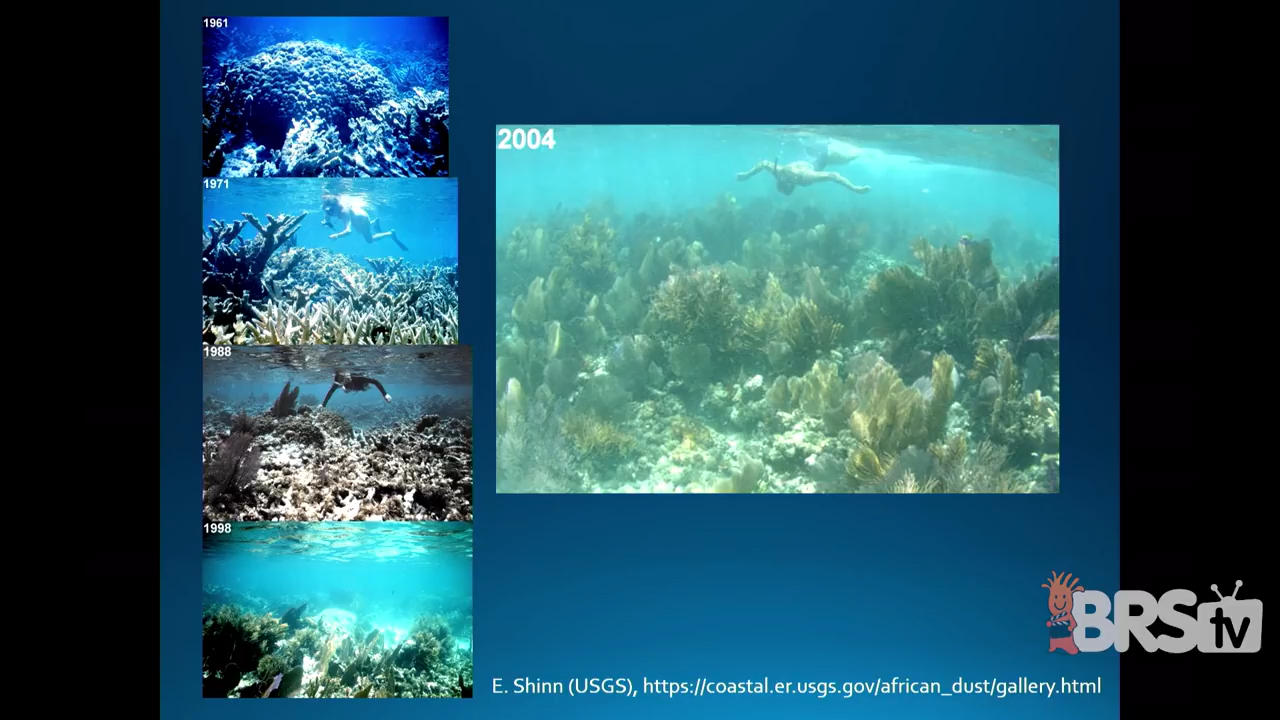 1961
1971
1988
1998
2004
E. Shinn (USGS), https://coastal.er.usgs.gov/african_dust/gallery.html
BRStv